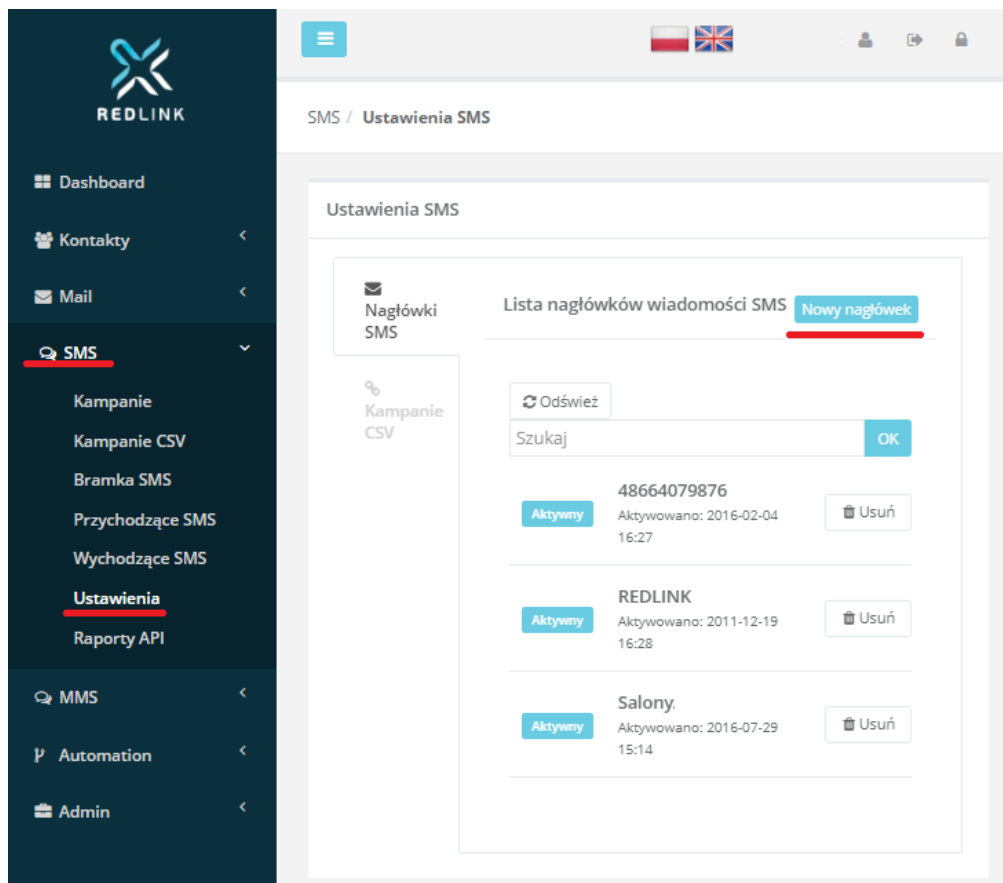 REDLINK
Dashboard
Kontakty
Mail
SMS
Kampanie
Kampanie CSV
Bramka SMS
Przychodzące SMS
Wychodzące SMS
Ustawienia
Raporty API
MMS
Automation
Admin
SMS / Ustawienia SMS
Ustawienia SMS
Nagłówki
SMS
Kampanie
CSV
Lista nagłówków wiadomości SMS Nowy nagłówek
Odśwież
Szukaj OK
48664079876
Aktywny Aktywowano: 2016-02-04 Usuń
16:27
REDLINK
Aktywny Aktywowano: 2011-12-19 Usuń
16:28
Salony.
Aktywny Aktywowano: 2016-07-29 Usuń
15:14